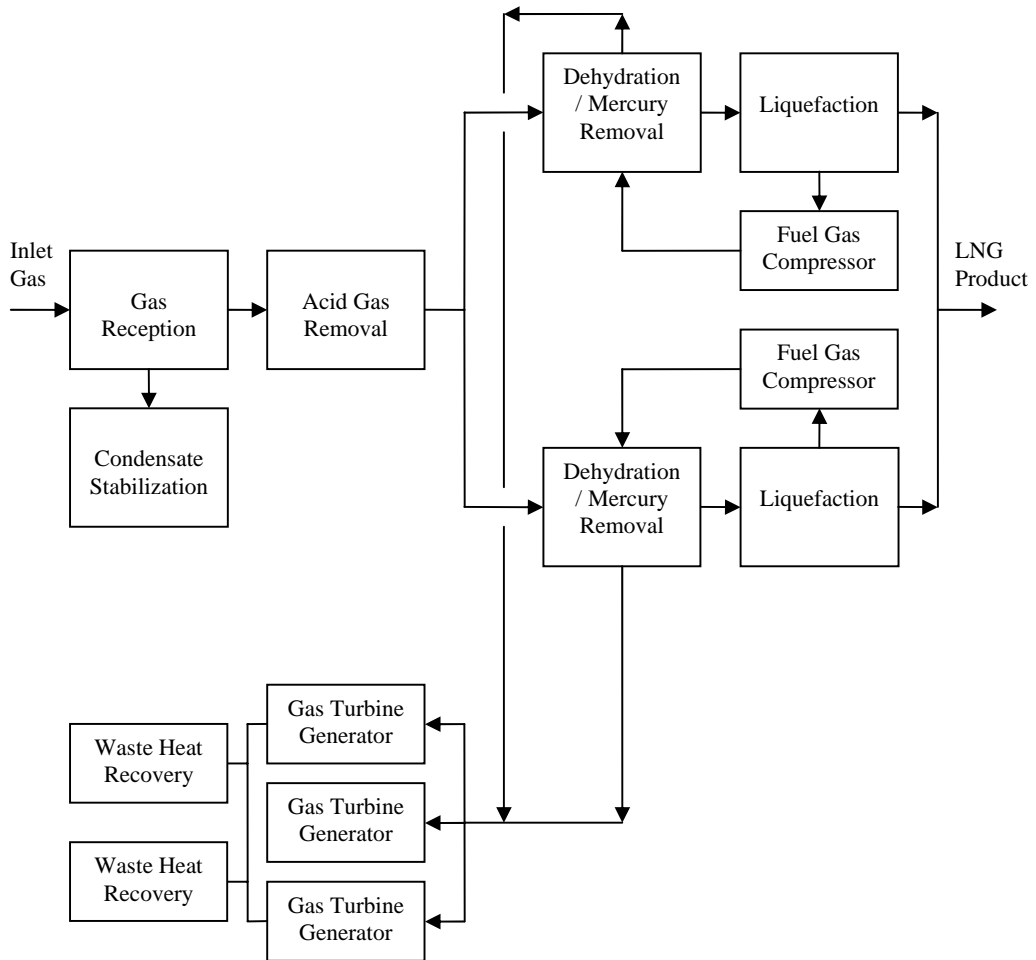 Inlet
Gas
Gas
Reception
Condensate
Stabilization
Acid Gas
Removal
Dehydration
/ Mercury
Removal
Liquefaction
Fuel Gas
Compressor
LNG
Product
Fuel Gas
Compressor
Dehydration
/ Mercury
Removal
Liquefaction
Gas Turbine
Generator
Waste Heat
Recovery
Gas Turbine
Generator
Waste Heat
Recovery
Gas Turbine
Generator